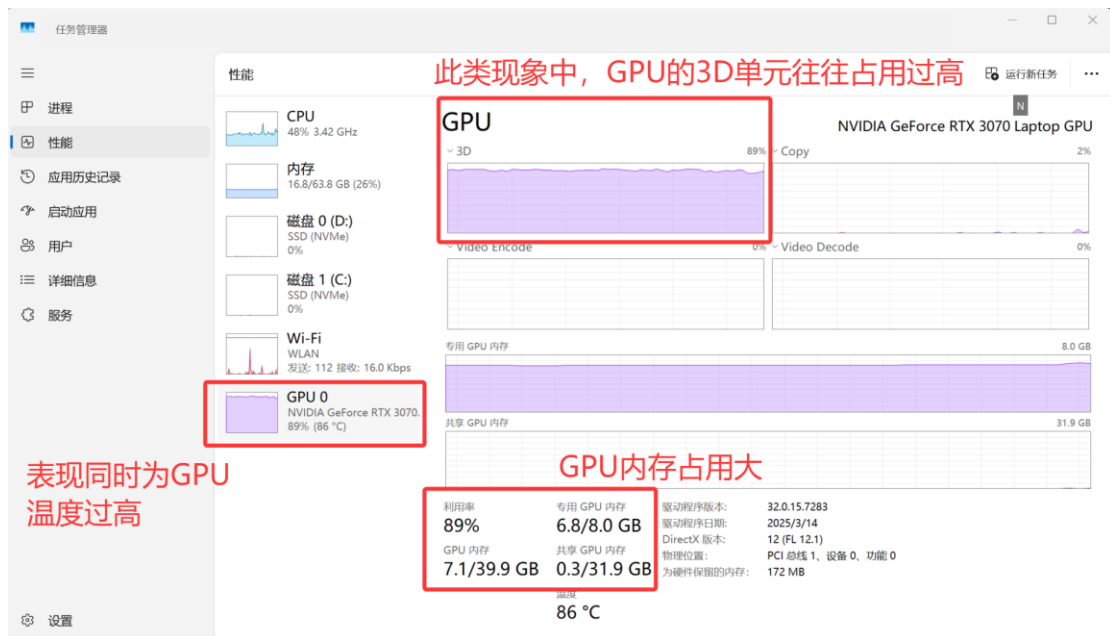 任务管理器
性能
此类现象中，GPU的3D单元往往占用过高
运行新任务
N
进程
性能
应用历史记录
启动应用
用户
详细信息
服务
设置
CPU
48% 3.42 GHz
内存
16.8/63.8 GB (26%)
磁盘 0 (D:)
SSD (NVMe)
0%
磁盘 1 (C:)
SSD (NVMe)
0%
Wi-Fi
WLAN
发送: 112 接收: 16.0 Kbps
GPU 0
NVIDIA GeForce RTX 3070.
89% (86 °C)
表现同时为GPU
温度过高
GPU
NVIDIA GeForce RTX 3070 Laptop GPU
3D 89%
Copy 2%
Video Encode 0%
Video Decode 0%
专用 GPU 内存 8.0 GB
共享 GPU 内存 31.9 GB
GPU内存占用大
利用率
89%
专用 GPU 内存
6.8/8.0 GB
GPU 内存
7.1/39.9 GB
共享 GPU 内存
0.3/31.9 GB
温度
86 °C
驱动程序版本: 32.0.15.7283
驱动程序日期: 2025/3/14
DirectX 版本: 12 (FL 12.1)
物理位置: PCI 总线 1、设备 0、功能 0
为硬件保留的内存: 172 MB